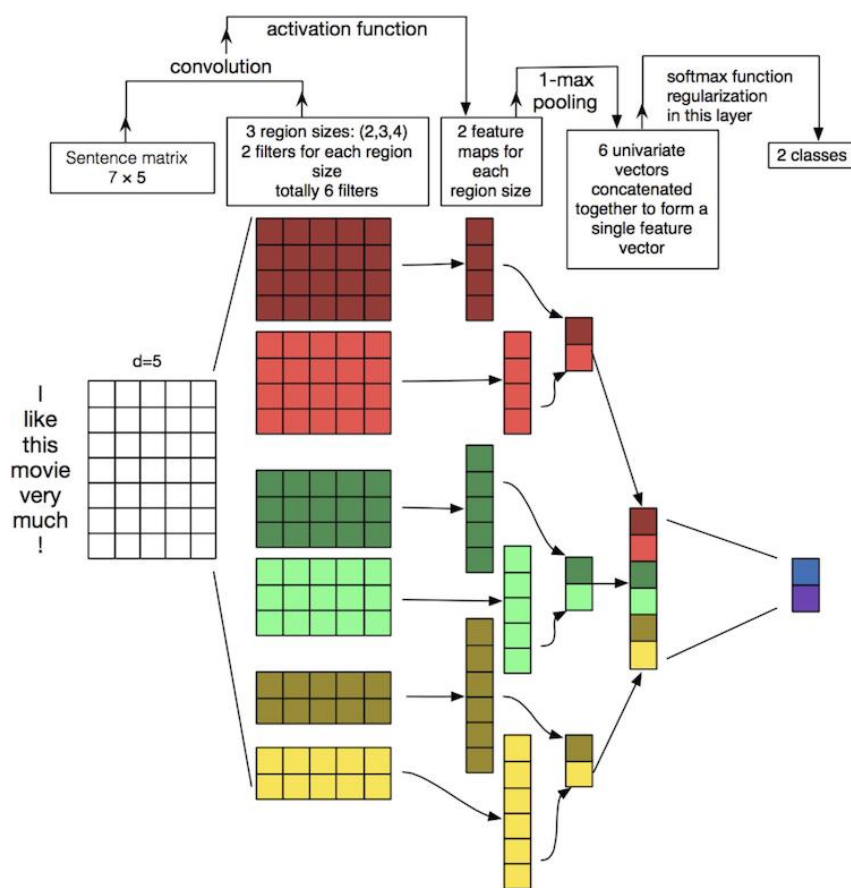 activation function
convolution
1-max
pooling
softmax function
regularization
in this layer
Sentence matrix
7 × 5
3 region sizes: (2,3,4)
2 filters for each region
size
totally 6 filters
2 feature
maps for
each
region size
6 univariate
vectors
concatenated
together to form a
single feature
vector
2 classes
d=5
I
like
this
movie
very
much
!